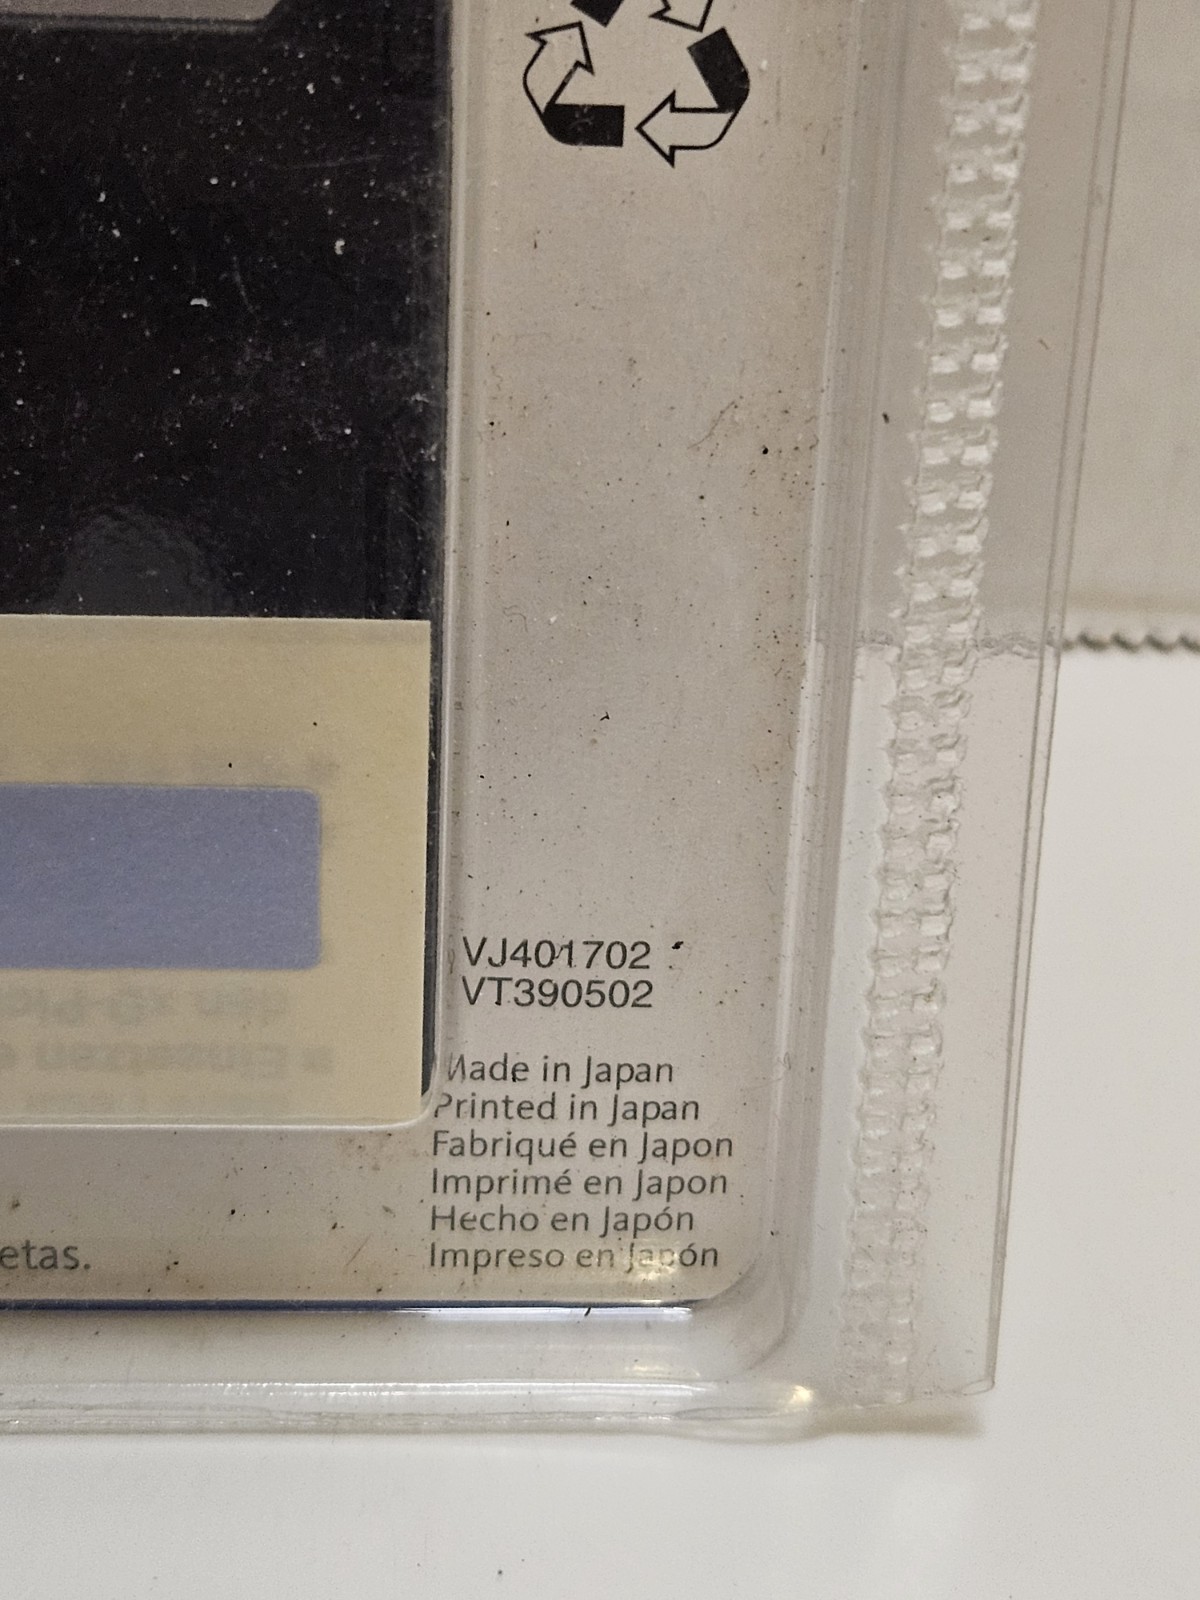 VJ401702
VT390502
Made in Japan
Printed in Japan
Fabriqué en Japon
Imprimé en Japon
Hecho en Japón
etas.
Impreso en Japón